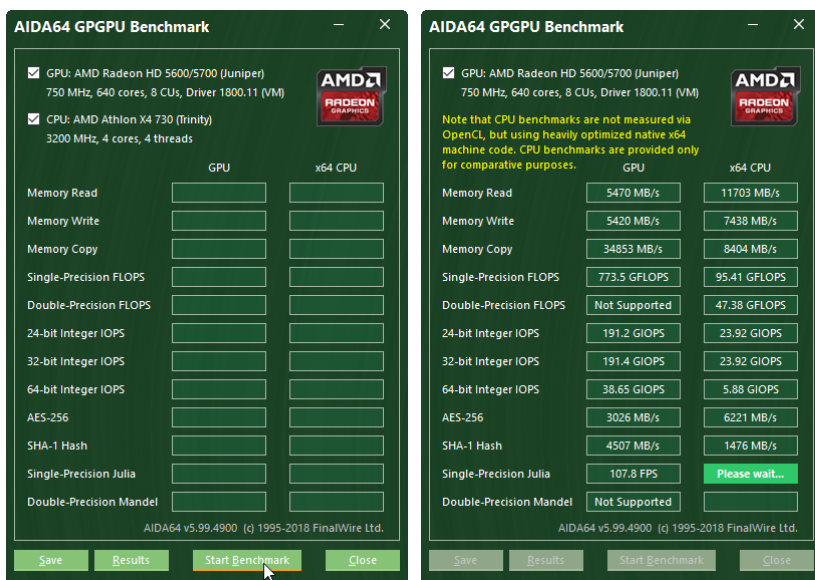 AIDA64 GPGPU Benchmark
GPU: AMD Radeon HD 5600/5700 (Juniper)
750 MHz, 640 cores, 8 CUs, Driver 1800.11 (VM)
CPU: AMD Athlon X4 730 (Trinity)
3200 MHz, 4 cores, 4 threads
AMD
RADEON
GRAPHICS
GPU x64 CPU
Memory Read
Memory Write
Memory Copy
Single-Precision FLOPS
Double-Precision FLOPS
24-bit Integer IOPS
32-bit Integer IOPS
64-bit Integer IOPS
AES-256
SHA-1 Hash
Single-Precision Julia
Double-Precision Mandel
AIDA64 v5.99.4900 (c) 1995-2018 FinalWire Ltd.
Save Results Start Benchmark Close
AIDA64 GPGPU Benchmark
GPU: AMD Radeon HD 5600/5700 (Juniper)
750 MHz, 640 cores, 8 CUs, Driver 1800.11 (VM)
AMD
RADEON
GRAPHICS
Note that CPU benchmarks are not measured via
OpenCL, but using heavily optimized native x64
machine code. CPU benchmarks are provided only
for comparative purposes.
GPU x64 CPU
Memory Read 5470 MB/s 11703 MB/s
Memory Write 5420 MB/s 7438 MB/s
Memory Copy 34853 MB/s 8404 MB/s
Single-Precision FLOPS 773.5 GFLOPS 95.41 GFLOPS
Double-Precision FLOPS Not Supported 47.38 GFLOPS
24-bit Integer IOPS 191.2 GIOPS 23.92 GIOPS
32-bit Integer IOPS 191.4 GIOPS 23.92 GIOPS
64-bit Integer IOPS 38.65 GIOPS 5.88 GIOPS
AES-256 3026 MB/s 6221 MB/s
SHA-1 Hash 4507 MB/s 1476 MB/s
Single-Precision Julia 107.8 FPS Please wait...
Double-Precision Mandel Not Supported
AIDA64 v5.99.4900 (c) 1995-2018 FinalWire Ltd.
Save Results Start Benchmark Close